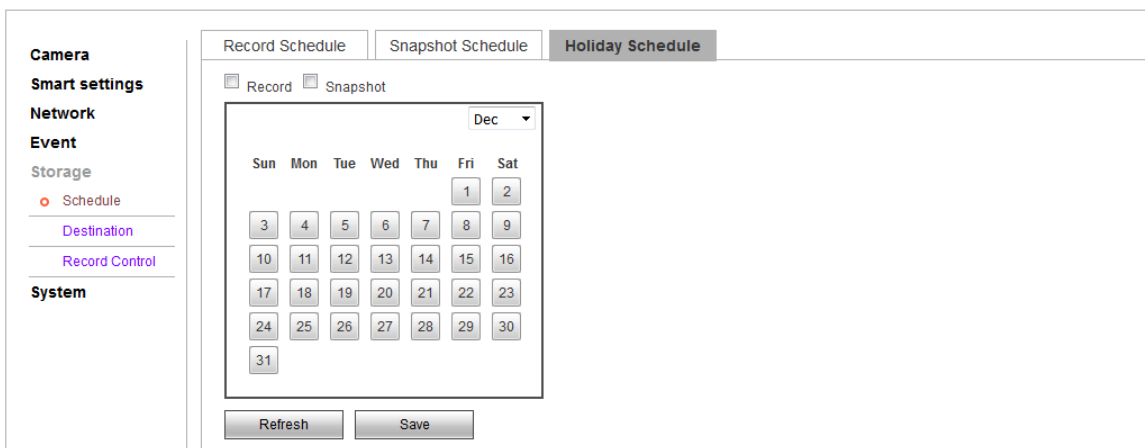 Camera
Smart settings
Network
Event
Storage
Schedule
Destination
Record Control
System
Record Schedule Snapshot Schedule Holiday Schedule
Record Snapshot
Dec
Sun Mon Tue Wed Thu Fri Sat
1 2
3 4 5 6 7 8 9
10 11 12 13 14 15 16
17 18 19 20 21 22 23
24 25 26 27 28 29 30
31
Refresh Save